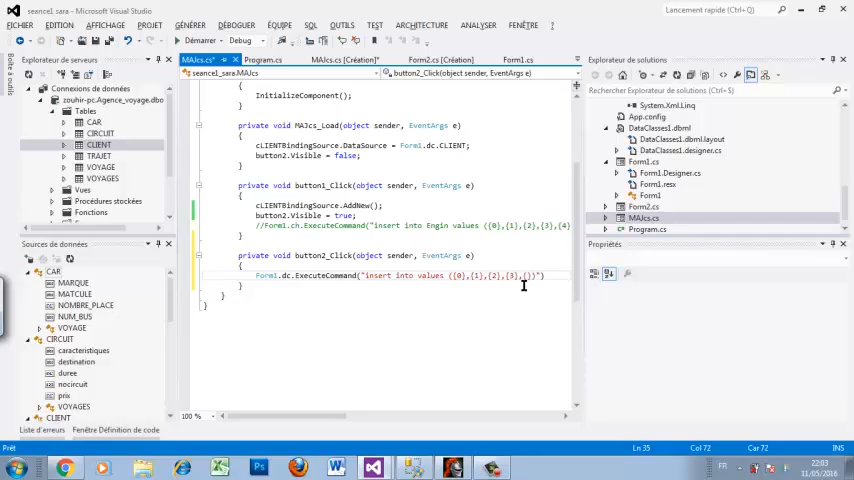 MAJcs - Microsoft Visual Studio
Lancement rapide (Ctrl+Q)
FICHIER EDITION AFFICHAGE PROJET GÉNÉRER DÉBOGUER ÉQUIPE SQL OUTILS TEST ARCHITECTURE ANALYSER FENÊTRE ?
Démarrer Debug
Boîte à outils
Explorateur de serveurs
Connexions de données
zouhir-pc.Agence_voyage.dbo
Tables
CAR
CIRCUIT
CLIENT
TRAJET
VOYAGE
VOYAGES
Vues
Procédures stockées
Fonctions
Sources de données
CAR
MARQUE
MATCULE
NOMBRE_PLACE
NUM_BUS
VOYAGE
CIRCUIT
caracteristiques
destination
duree
nocircuit
prix
VOYAGES
CLIENT
Liste d'erreurs Fenêtre Définition de code
MAJcs.cs* Program.cs MAJcs.cs [Création]* Form2.cs [Création] Form1.cs
seance1_sara.MAJcs button2_Click(object sender, EventArgs e)
{
InitializeComponent();
}
private void MAJcs_Load(object sender, EventArgs e)
{
cLIENTBindingSource.DataSource = Form1.dc.CLIENT;
button2.Visible = false;
}
private void button1_Click(object sender, EventArgs e)
{
cLIENTBindingSource.AddNew();
button2.Visible = true;
//Form1.ch.ExecuteCommand("insert into Engin values ({0},{1},{2},{3},{4}
}
private void button2_Click(object sender, EventArgs e)
{
Form1.dc.ExecuteCommand("insert into values ({0},{1},{2},{3},{})")
}
}
}
100 %
Explorateur de solutions
Rechercher Explorateur de solutions (Ctrl+$)
System.Xml.Linq
App.config
DataClasses1.dbml
DataClasses1.dbml.layout
DataClasses1.designer.cs
Form1.cs
Form1.Designer.cs
Form1.resx
Form1
Form2.cs
MAJcs.cs
Program.cs
Propriétés
Prêt Ln 35 Col 72 Car 72 INS
FR 22:03
11/05/2016